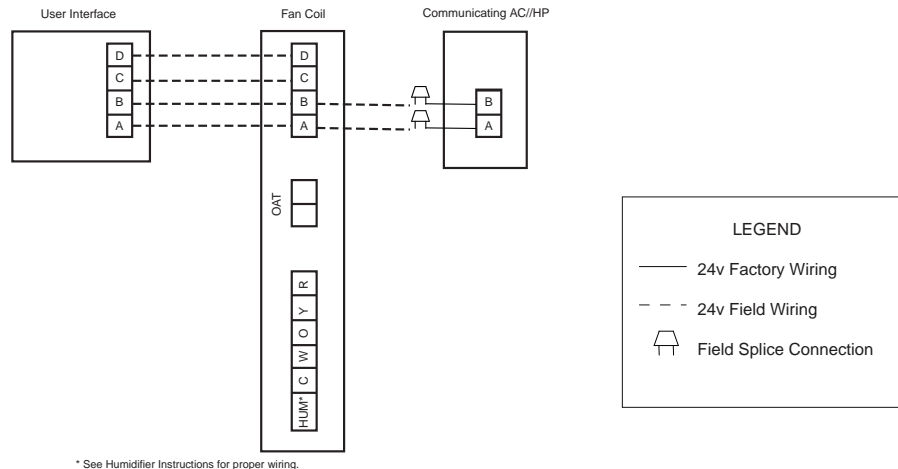 User Interface
Fan Coil
Communicating AC//HP
D
C
B
A
D
C
B
A
B
A
OAT
R
Y
O
W
C
HUM*
* See Humidifier Instructions for proper wiring.
LEGEND
24v Factory Wiring
24v Field Wiring
Field Splice Connection